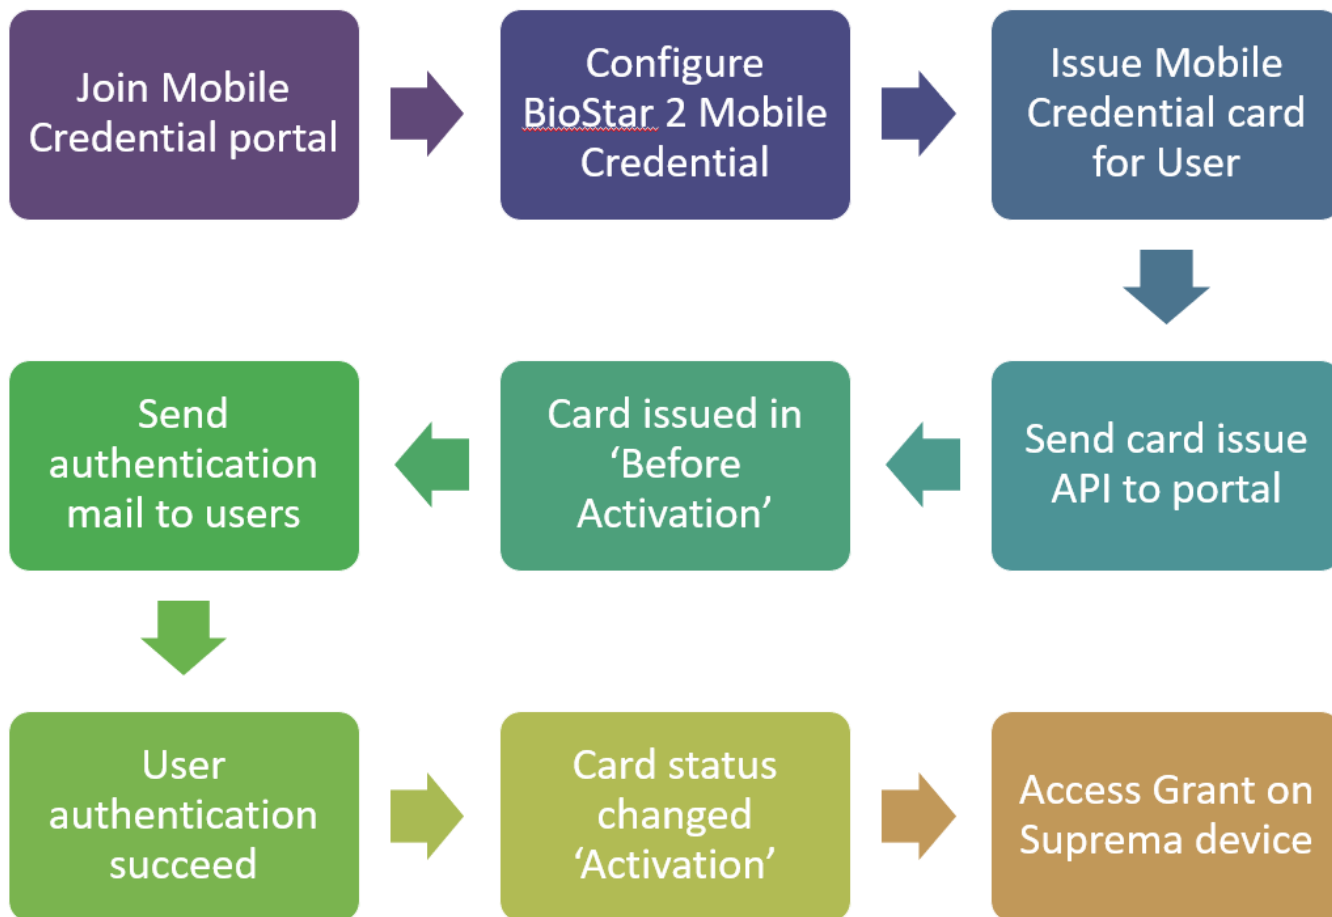 Join Mobile
Credential portal
Configure
BioStar 2 Mobile
Credential
Issue Mobile
Credential card
for User
Send card issue
API to portal
Card issued in
‘Before
Activation’
Send
authentication
mail to users
User
authentication
succeed
Card status
changed
‘Activation’
Access Grant on
Suprema device